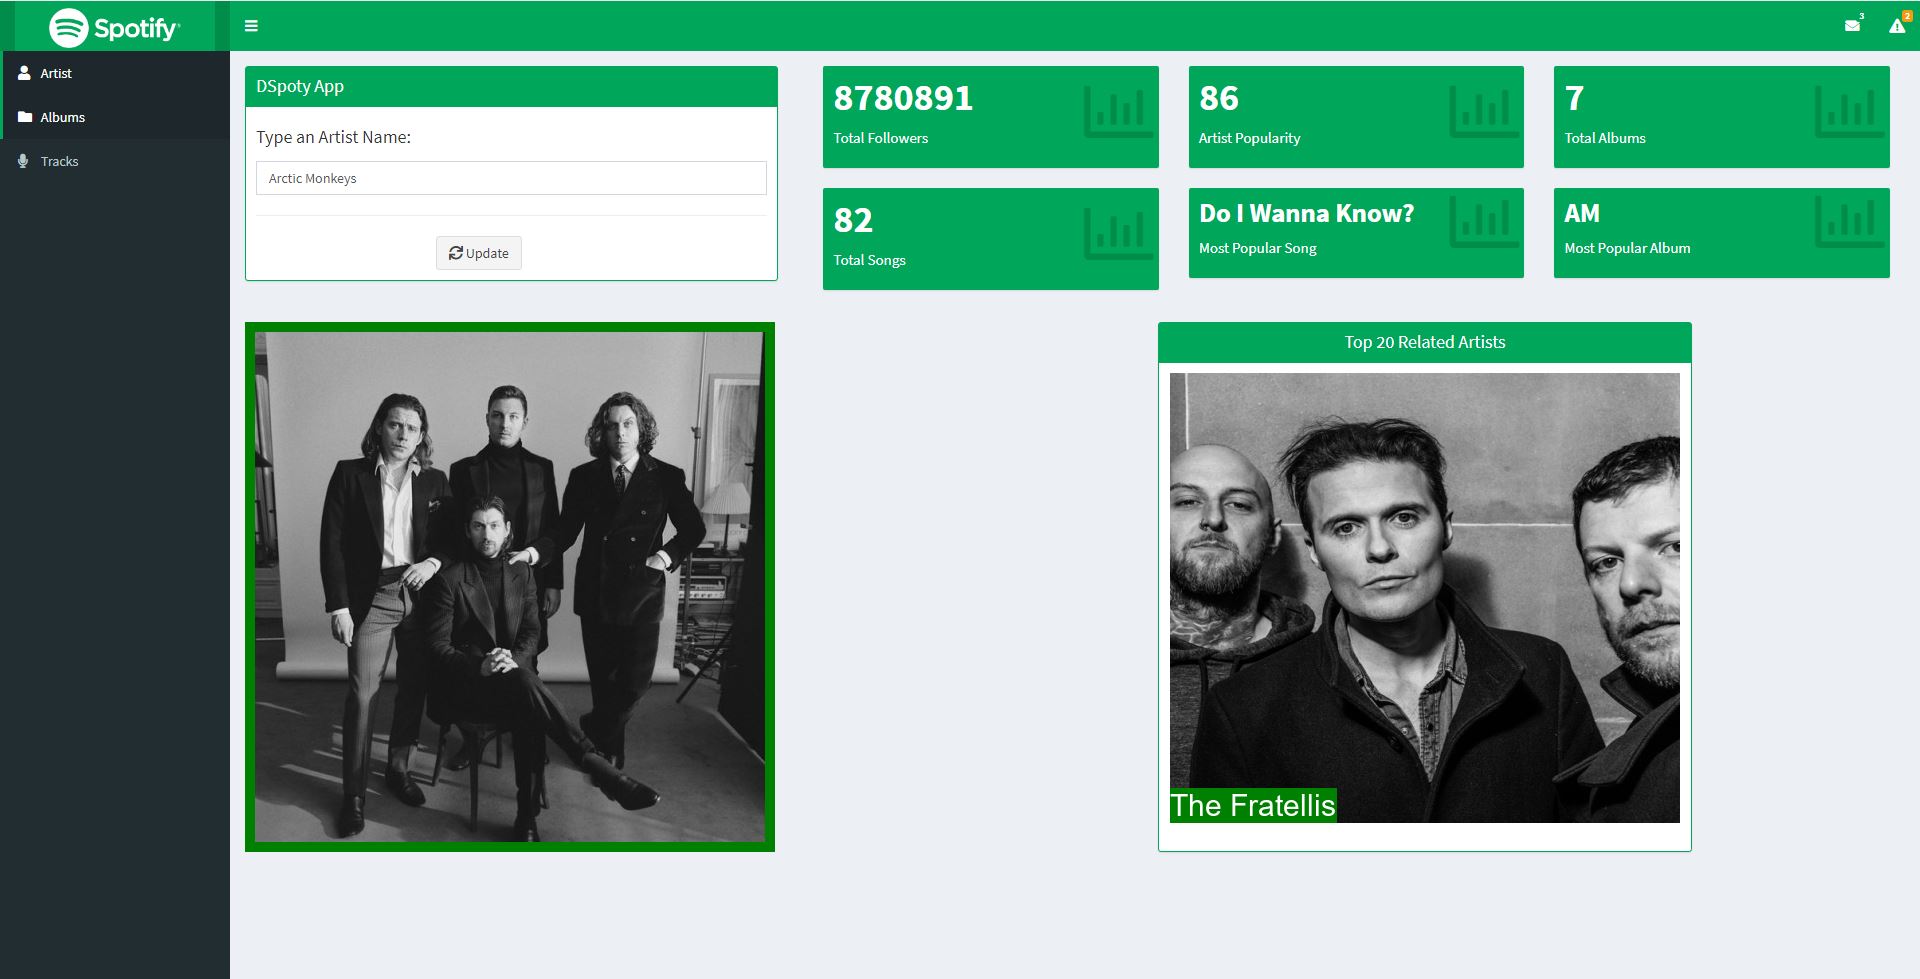 Spotify
3
2
Artist
Albums
Tracks
DSpoty App
Type an Artist Name:
Arctic Monkeys
Update
8780891
Total Followers
86
Artist Popularity
7
Total Albums
82
Total Songs
Do I Wanna Know?
Most Popular Song
AM
Most Popular Album
Top 20 Related Artists
The Fratellis